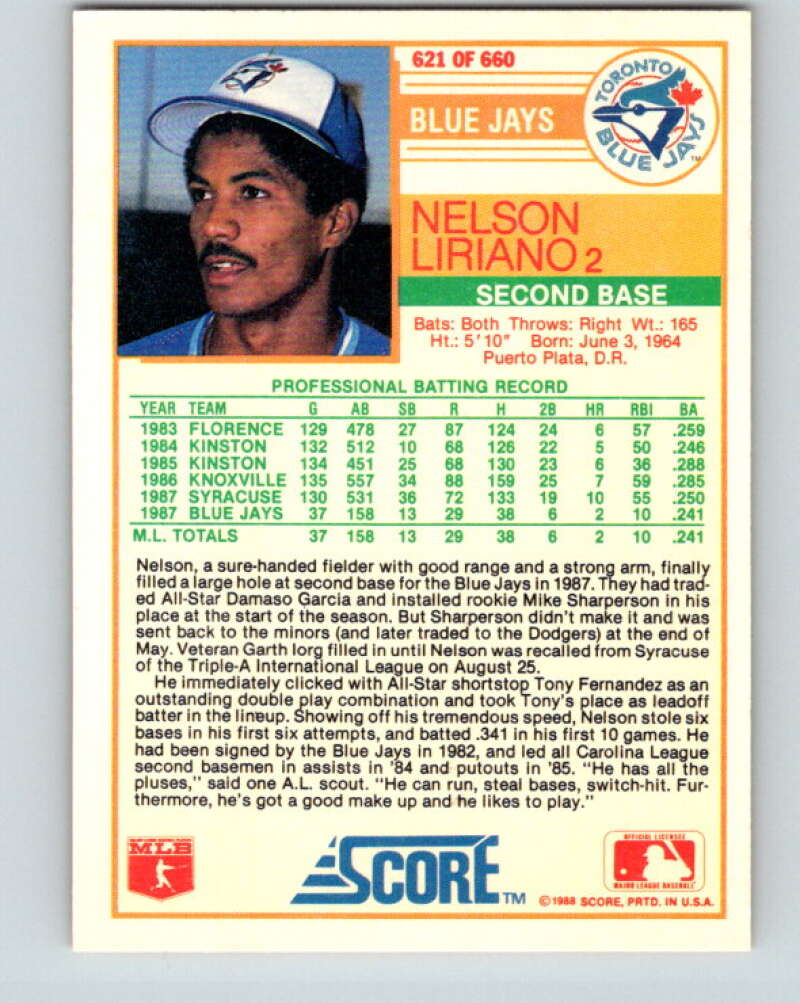 621 OF 660
BLUE JAYS
TORONTO
BLUE JAYS
TM
NELSON
LIRIANO 2
SECOND BASE
Bats: Both Throws: Right Wt.: 165
Ht.: 5'10" Born: June 3, 1964
Puerto Plata, D.R.
PROFESSIONAL BATTING RECORD
YEAR TEAM G AB SB R H 2B HR RBI BA
1983 FLORENCE 129 478 27 87 124 24 6 57 .259
1984 KINSTON 132 512 10 68 126 22 5 50 .246
1985 KINSTON 134 451 25 68 130 23 6 36 .288
1986 KNOXVILLE 135 557 34 88 159 25 7 59 .285
1987 SYRACUSE 130 531 36 72 133 19 10 55 .250
1987 BLUE JAYS 37 158 13 29 38 6 2 10 .241
M.L. TOTALS 37 158 13 29 38 6 2 10 .241
Nelson, a sure-handed fielder with good range and a strong arm, finally
filled a large hole at second base for the Blue Jays in 1987. They had trad-
ed All-Star Damaso Garcia and installed rookie Mike Sharperson in his
place at the start of the season. But Sharperson didn't make it and was
sent back to the minors (and later traded to the Dodgers) at the end of
May. Veteran Garth Iorg filled in until Nelson was recalled from Syracuse
of the Triple-A International League on August 25.
He immediately clicked with All-Star shortstop Tony Fernandez as an
outstanding double play combination and took Tony's place as leadoff
batter in the lineup. Showing off his tremendous speed, Nelson stole six
bases in his first six attempts, and batted .341 in his first 10 games. He
had been signed by the Blue Jays in 1982, and led all Carolina League
second basemen in assists in '84 and putouts in '85. "He has all the
pluses," said one A.L. scout. "He can run, steal bases, switch-hit. Fur-
thermore, he's got a good make up and he likes to play."
MAJOR LEAGUE BASEBALL PLAYERS
MLB
SCORE TM
OFFICIAL LICENSEE
MAJOR LEAGUE BASEBALL
©1988 SCORE, PRTD. IN U.S.A.